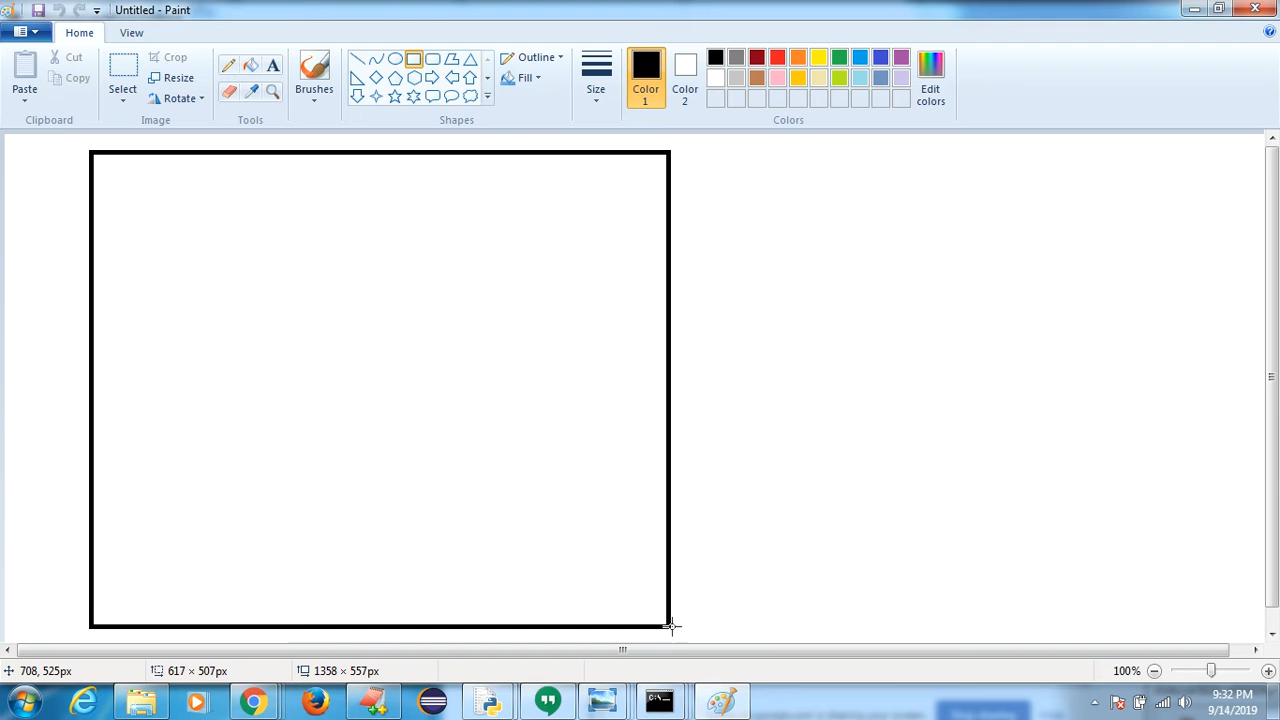 Untitled - Paint
Home View
Paste
Cut
Copy
Clipboard
Select
Crop
Resize
Rotate
Image
A
Tools
Brushes
Outline
Fill
Shapes
Size
Color 1
Color 2
Edit colors
Colors
708, 525px 617 × 507px 1358 × 557px 100%
C:\
9:32 PM
9/14/2019